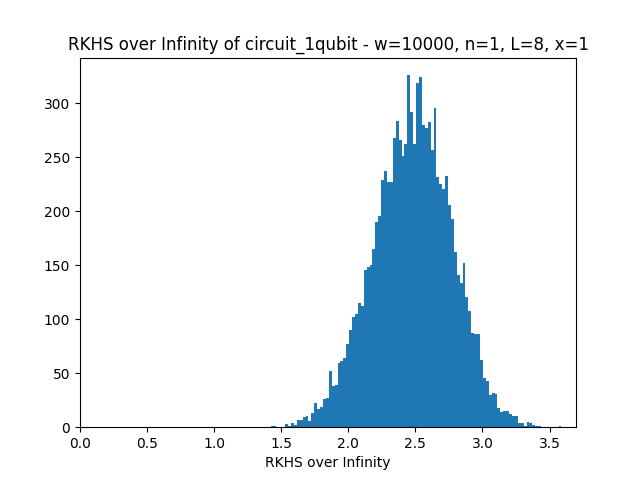 RKHS over Infinity of circuit_1qubit - w=10000, n=1, L=8, x=1
300
250
200
150
100
50
0
0.0 0.5 1.0 1.5 2.0 2.5 3.0 3.5
RKHS over Infinity